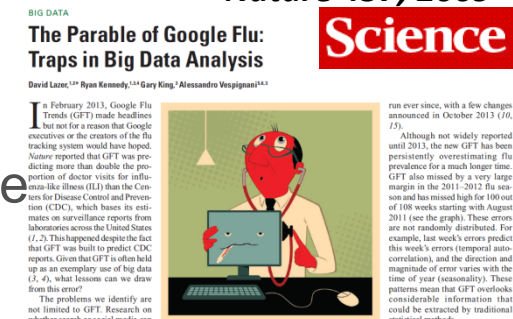 BIG DATA
The Parable of Google Flu:
Traps in Big Data Analysis
Science
David Lazer,1,2* Ryan Kennedy,1,3,4 Gary King,3 Alessandro Vespignani
In February 2013, Google Flu
Trends (GFT) made headlines
but not for a reason that Google
executives or the creators of the flu
tracking system would have hoped.
Nature reported that GFT was pre-
dicting more than double the pro-
portion of doctor visits for influ-
enza-like illness (ILI) than the Cen-
ters for Disease Control and Preven-
tion (CDC), which bases its esti-
mates on surveillance reports from
laboratories across the United States
(1, 2). This happened despite the fact
that GFT was built to predict CDC
reports. Given that GFT is often held
up as an exemplary use of big data
(3, 4), what lessons can we draw
from this error?
The problems we identify are
not limited to GFT. Research on
e
run ever since, with a few changes
announced in October 2013 (10,
15).
Although not widely reported
until 2013, the new GFT has been
persistently overestimating flu
prevalence for a much longer time.
GFT also missed by a very large
margin in the 2011–2012 flu sea-
son and has missed high for 100 out
of 108 weeks starting with August
2011 (see the graph). These errors
are not randomly distributed. For
example, last week's errors predict
this week's errors (temporal auto-
correlation), and the direction and
magnitude of error varies with the
time of year (seasonality). These
patterns mean that GFT overlooks
considerable information that
could be extracted by traditional